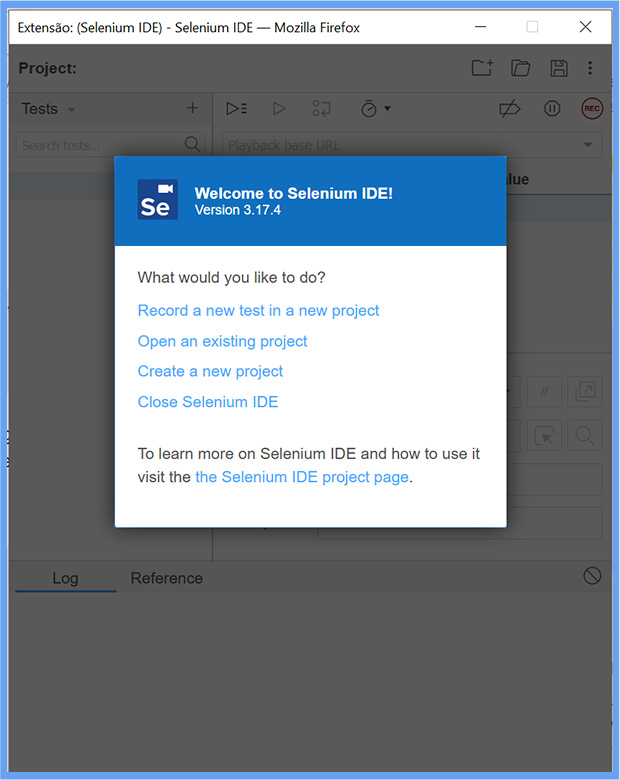 Extensão: (Selenium IDE) - Selenium IDE — Mozilla Firefox
Project:
Tests
REC
Search tests...
Playback base URL
alue
Se
Welcome to Selenium IDE!
Version 3.17.4
What would you like to do?
Record a new test in a new project
Open an existing project
Create a new project
Close Selenium IDE
//
To learn more on Selenium IDE and how to use it
visit the the Selenium IDE project page.
Log
Reference